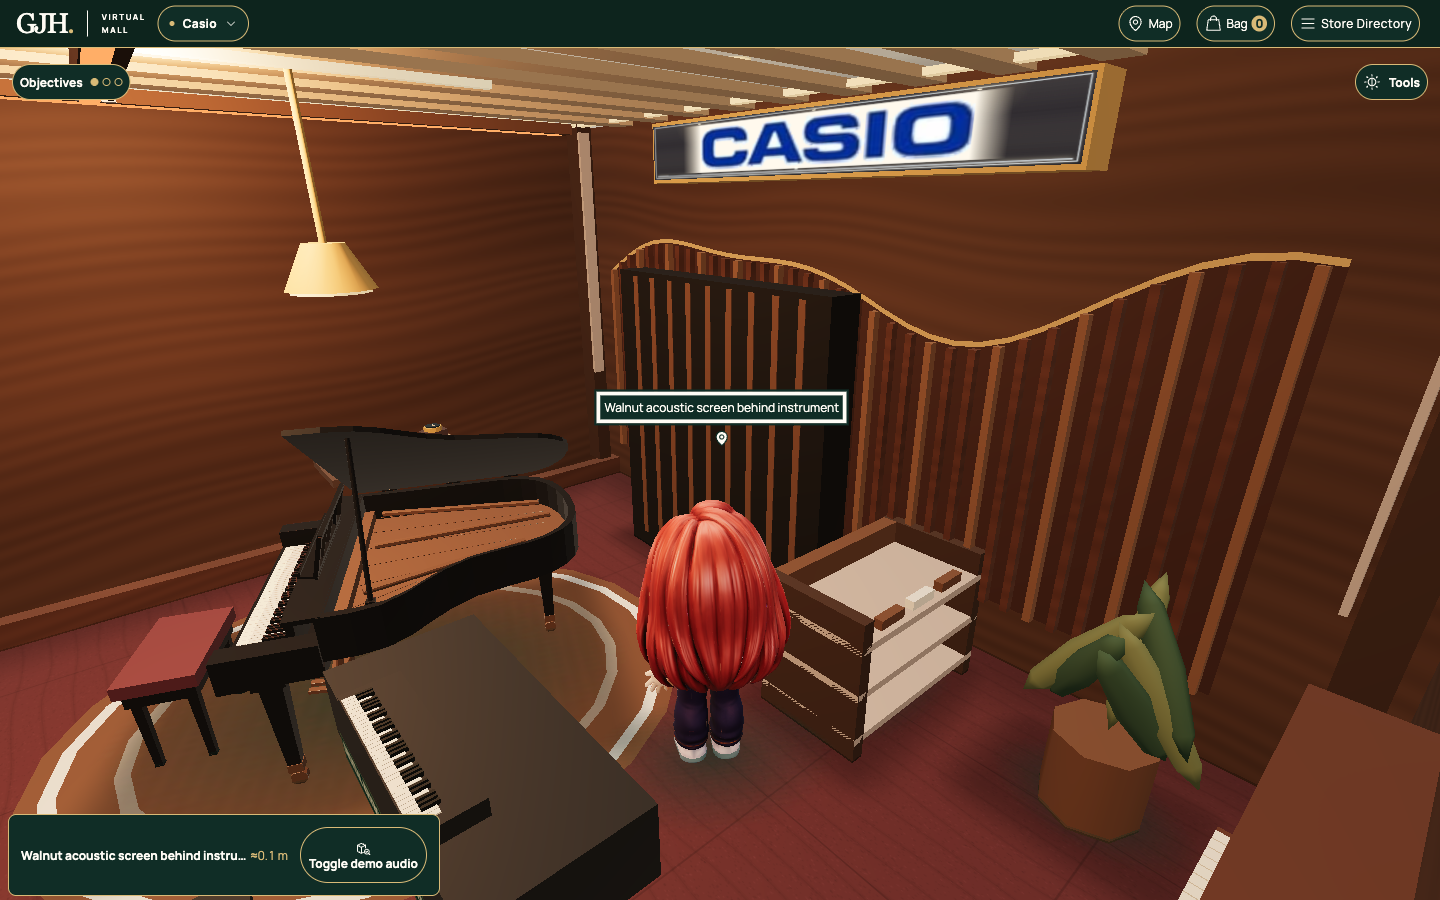 GJH.
VIRTUAL
MALL
Casio
Map
Bag 0
Store Directory
Objectives
Tools
CASIO
Walnut acoustic screen behind instrument
Walnut acoustic screen behind instru... ≈0.1 m
Toggle demo audio